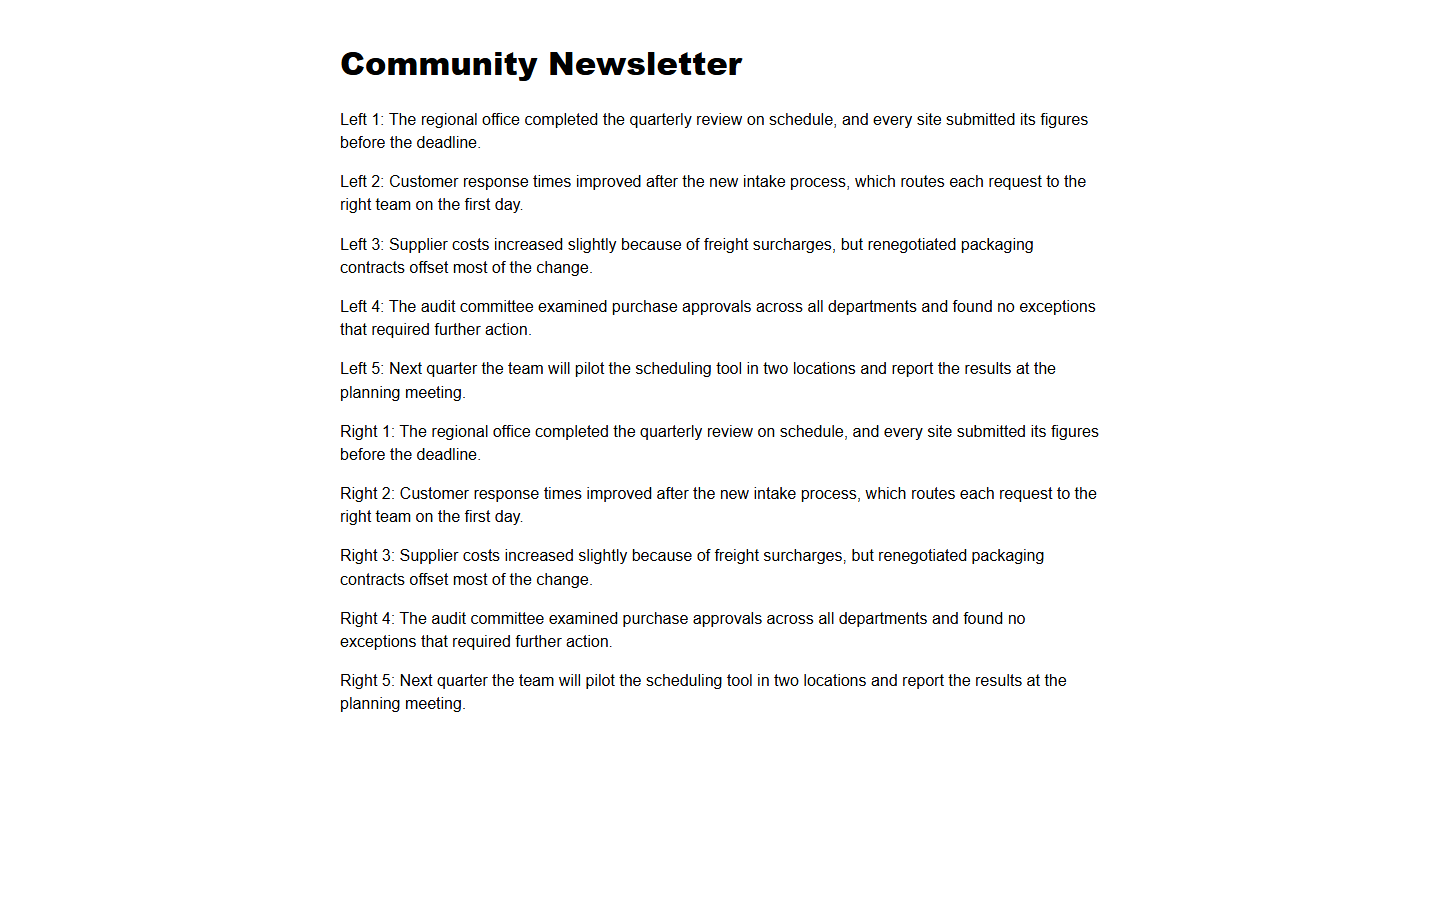 Community Newsletter
Left 1: The regional office completed the quarterly review on schedule, and every site submitted its figures
before the deadline.
Left 2: Customer response times improved after the new intake process, which routes each request to the
right team on the first day.
Left 3: Supplier costs increased slightly because of freight surcharges, but renegotiated packaging
contracts offset most of the change.
Left 4: The audit committee examined purchase approvals across all departments and found no exceptions
that required further action.
Left 5: Next quarter the team will pilot the scheduling tool in two locations and report the results at the
planning meeting.
Right 1: The regional office completed the quarterly review on schedule, and every site submitted its figures
before the deadline.
Right 2: Customer response times improved after the new intake process, which routes each request to the
right team on the first day.
Right 3: Supplier costs increased slightly because of freight surcharges, but renegotiated packaging
contracts offset most of the change.
Right 4: The audit committee examined purchase approvals across all departments and found no
exceptions that required further action.
Right 5: Next quarter the team will pilot the scheduling tool in two locations and report the results at the
planning meeting.